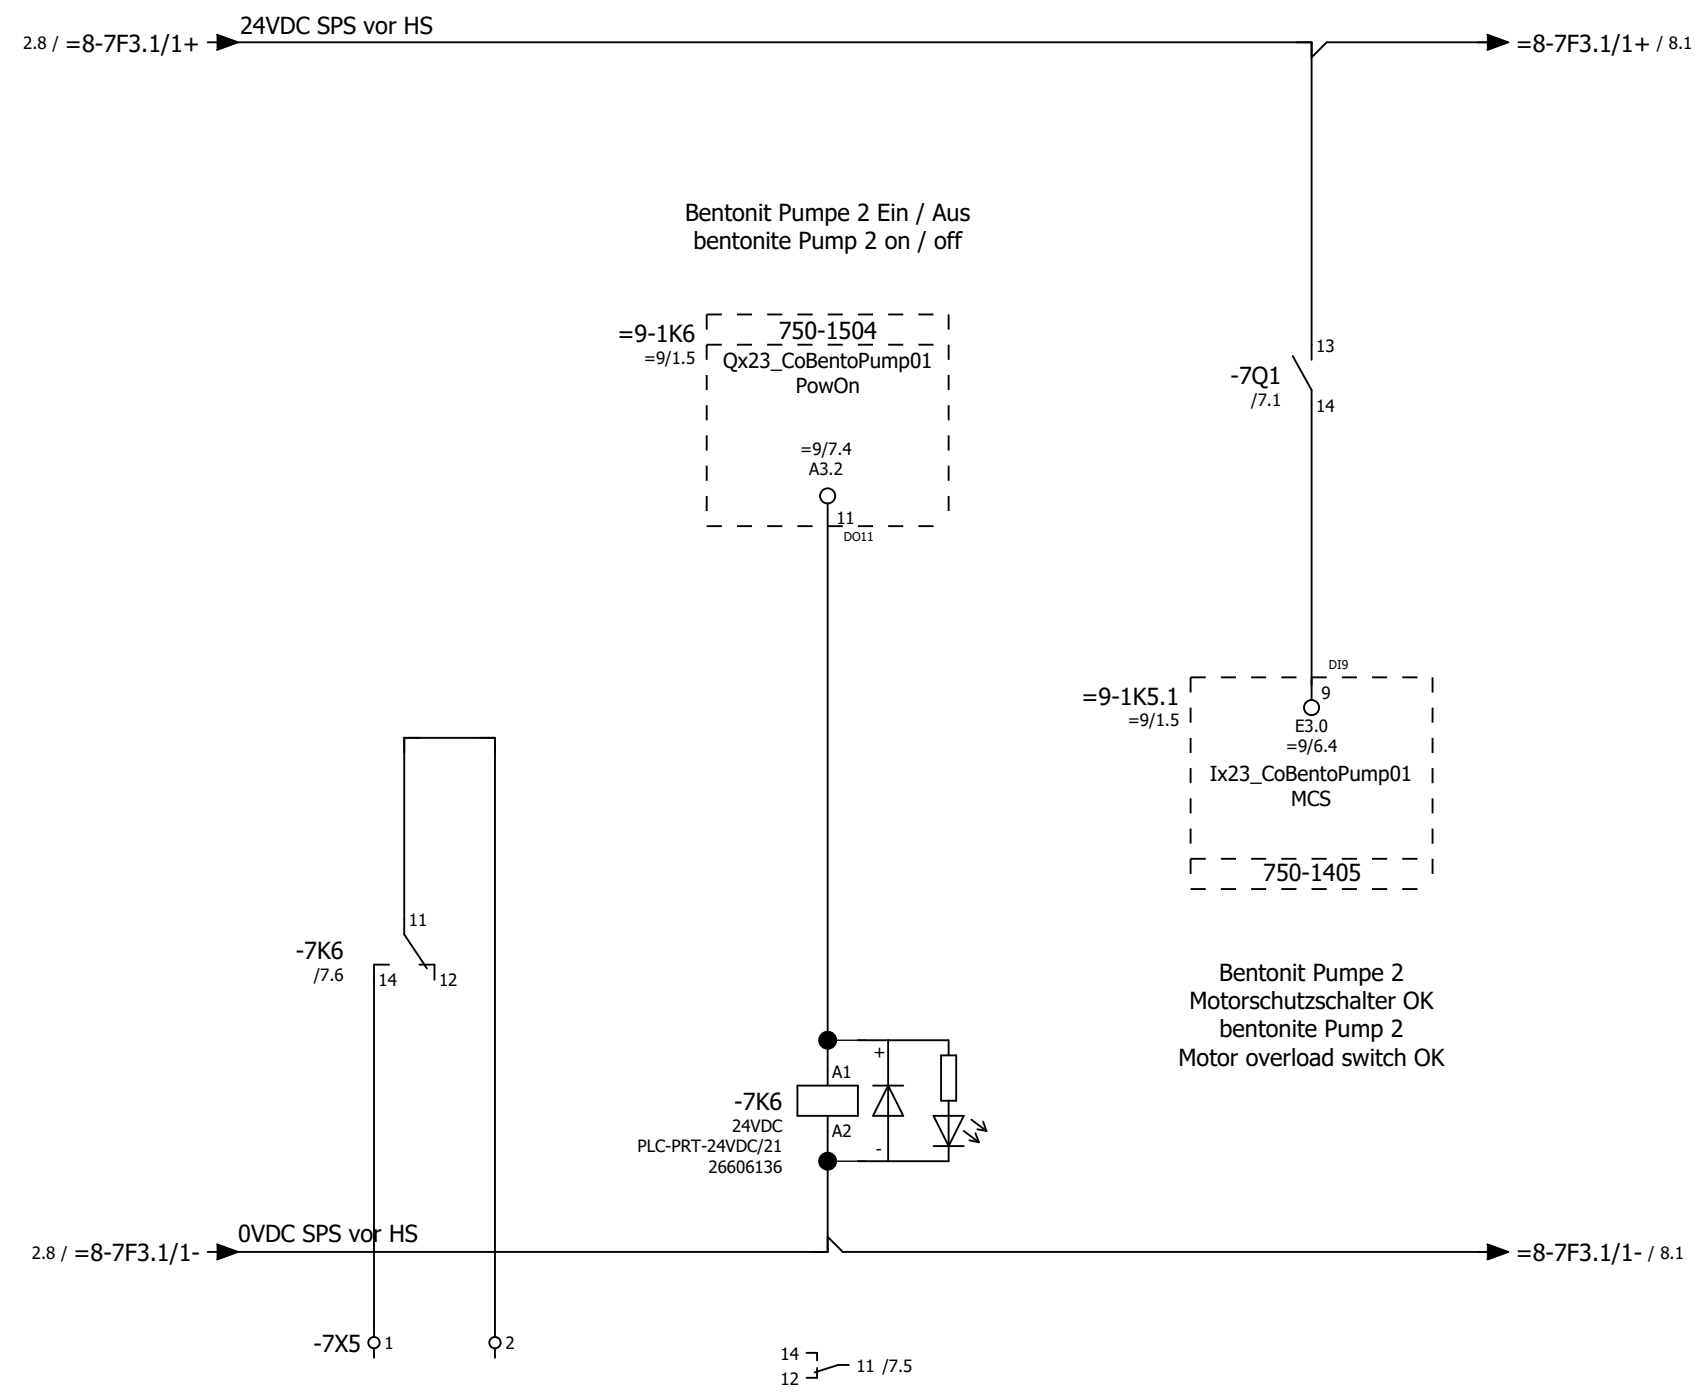 24VDC SPS vor HS
2.8 / =8-7F3.1/1+
=8-7F3.1/1+ / 8.1
Bentonit Pumpe 2 Ein / Aus
bentonite Pump 2 on / off
=9-1K6
=9/1.5
750-1504
Qx23_CoBentoPump01
PowOn
=9/7.4
A3.2
11
DO11
13
-7Q1
/7.1
14
DI9
=9-1K5.1
=9/1.5
9
E3.0
=9/6.4
Ix23_CoBentoPump01
MCS
750-1405
11
-7K6
/7.6
14
12
Bentonit Pumpe 2
Motorschutzschalter OK
bentonite Pump 2
Motor overload switch OK
+
A1
-7K6
24VDC
PLC-PRT-24VDC/21
26606136
A2
-
0VDC SPS vor HS
2.8 / =8-7F3.1/1-
=8-7F3.1/1- / 8.1
-7X5
1
2
14
12
11 /7.5